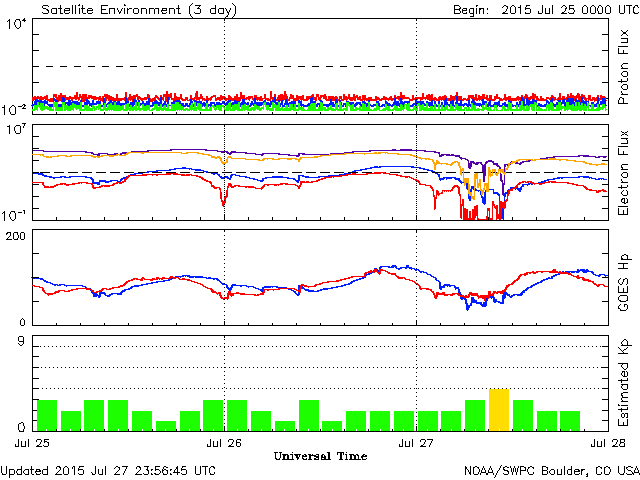 Satellite Environment (3 day) Begin: 2015 Jul 25 0000 UTC
10^4
10^-2
Proton Flux
10^7
10^-1
Electron Flux
200
0
GOES Hp
9
0
Estimated Kp
Jul 25 Jul 26 Jul 27 Jul 28
Universal Time
Updated 2015 Jul 27 23:56:45 UTC NOAA/SWPC Boulder, CO USA